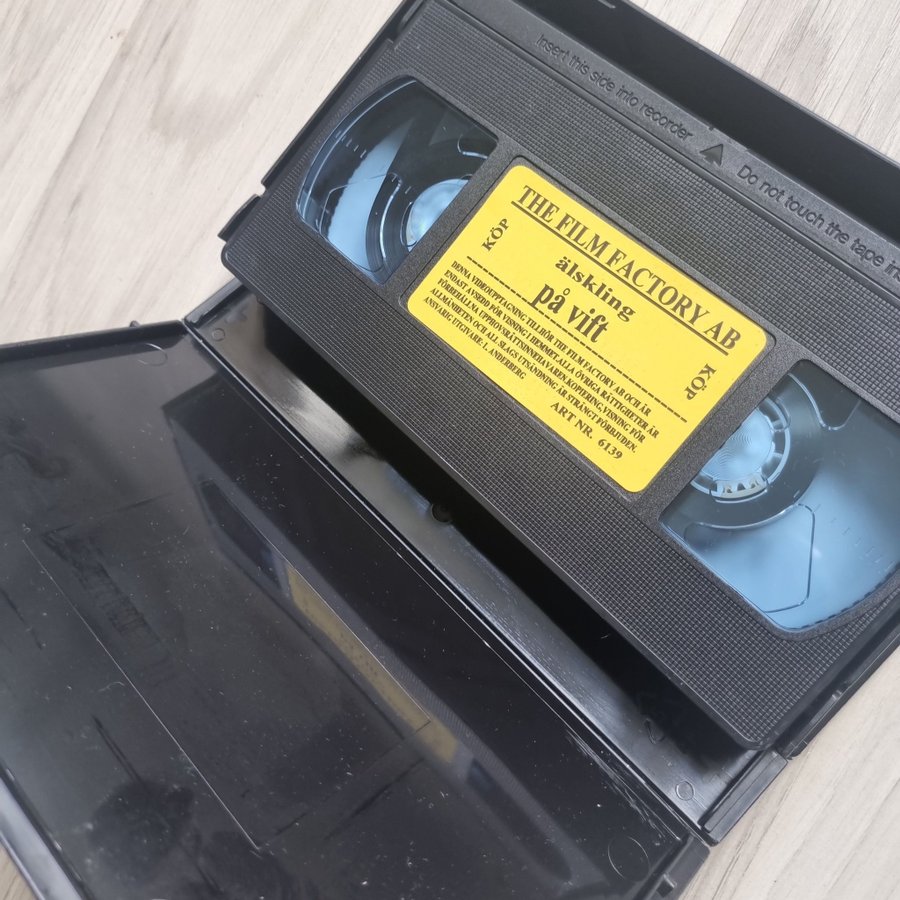 Insert this side into recorder
Do not touch the tape in
THE FILM FACTORY AB
KÖP
KÖP
älskling
på vift
DENNA VIDEOUPPTAGNING TILLHÖR THE FILM FACTORY AB OCH ÄR
ENDAST AVSEDD FÖR VISNING I HEMMET. ALLA ÖVRIGA RÄTTIGHETER ÄR
FÖRBEHÅLLNA UPPHOVSRÄTTSINNEHAVAREN. KOPIERING, VISNING FÖR
ALLMÄNHETEN OCH ALL SLAGS UTSÄNDNING ÄR STRÄNGT FÖRBJUDEN.
ANSVARIG UTGIVARE: I. ANDERBERG
ART NR. 6139